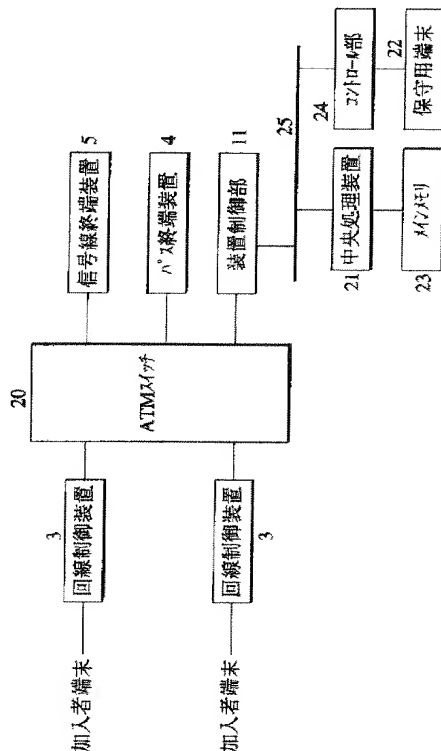 20
ATMスイッチ
信号線終端装置
5
パス終端装置
4
装置制御部
11
3
回線制御装置
加入者端末
回線制御装置
3
加入者端末
25
21
中央処理装置
24
コントロール部
23
メインメモリ
22
保守用端末